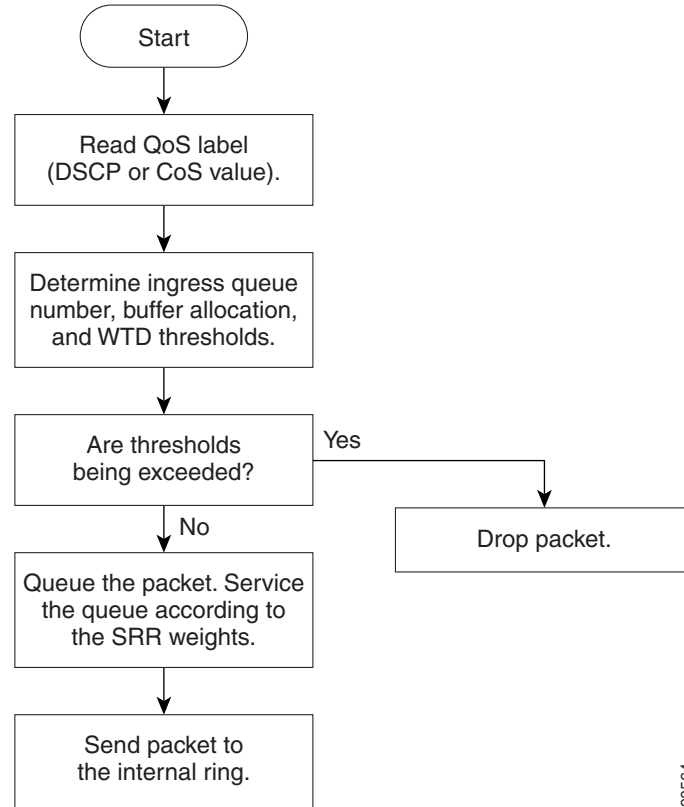 Start
Read QoS label
(DSCP or CoS value).
Determine ingress queue
number, buffer allocation,
and WTD thresholds.
Are thresholds
being exceeded?
Yes
No
Drop packet.
Queue the packet. Service
the queue according to
the SRR weights.
Send packet to
the internal ring.